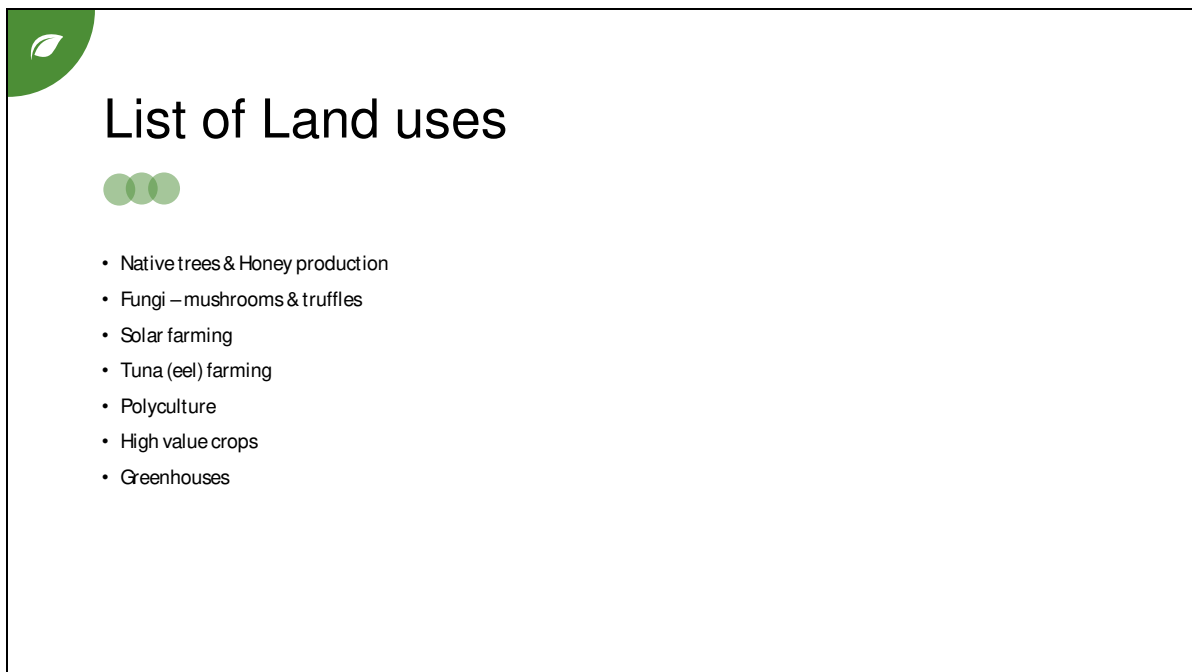 List of Land uses
• Native trees & Honey production
• Fungi – mushrooms & truffles
• Solar farming
• Tuna (eel) farming
• Polyculture
• High value crops
• Greenhouses